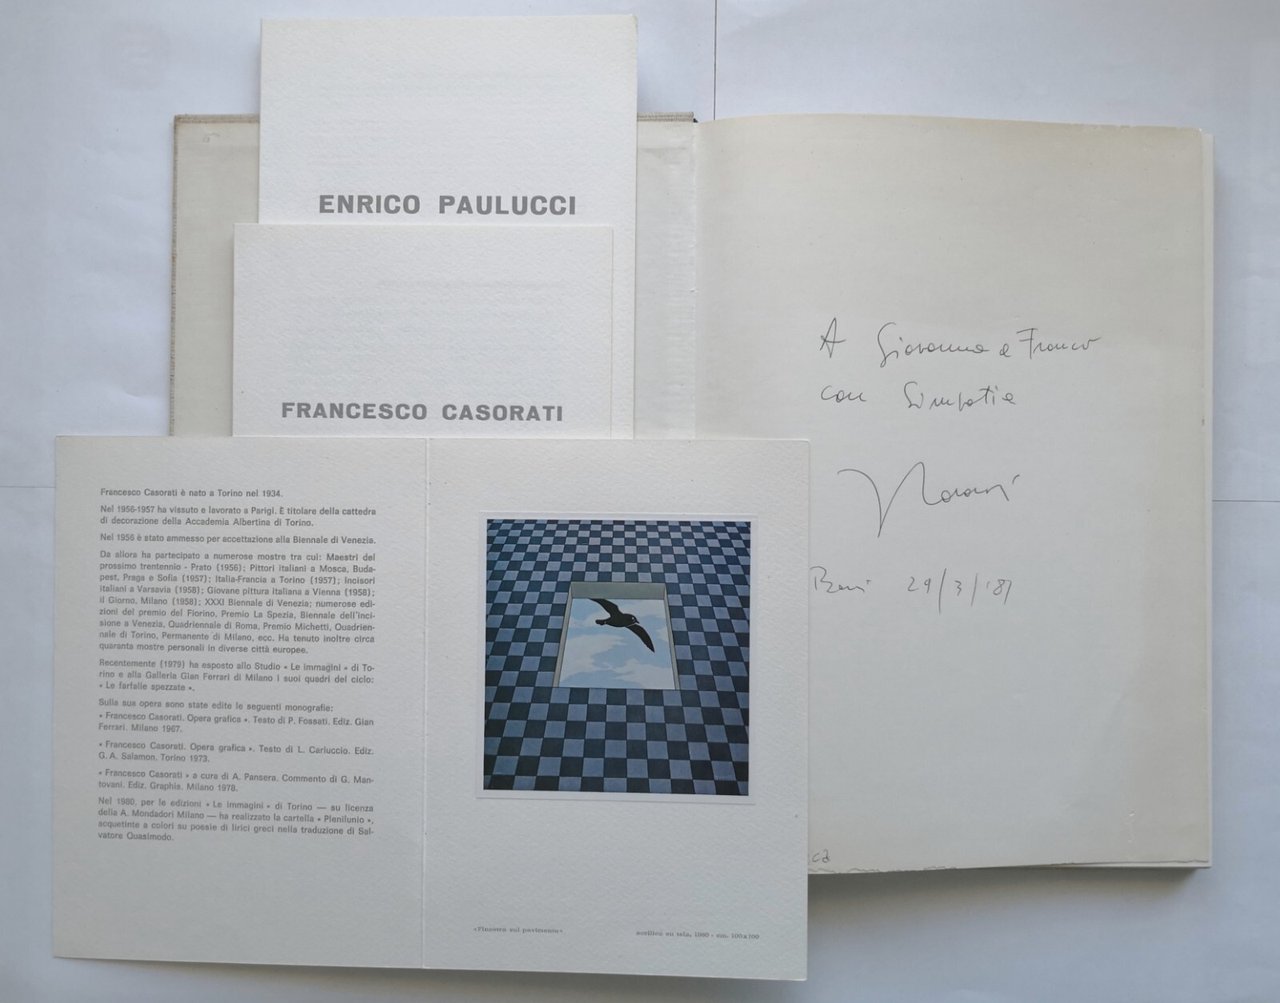 ENRICO PAULUCCI
FRANCESCO CASORATI
Francesco Casorati è nato a Torino nel 1934.
Nel 1956-1957 ha vissuto e lavorato a Parigi. È titolare della cattedra
di decorazione della Accademia Albertina di Torino.
Nel 1956 è stato ammesso per accettazione alla Biennale di Venezia.
Da allora ha partecipato a numerose mostre tra cui: Maestri del
prossimo trentennio - Prato (1956); Pittori italiani a Mosca, Buda-
pest, Praga e Sofia (1957); Italia-Francia a Torino (1957); Incisori
italiani a Varsavia (1958); Giovane pittura italiana a Vienna (1958);
il Giorno, Milano (1958); XXXI Biennale di Venezia; numerose edi-
zioni del premio del Fiorino, Premio La Spezia, Biennale dell'inci-
sione a Venezia, Quadriennale di Roma, Premio Michetti, Quadrien-
nale di Torino, Permanente di Milano, ecc. Ha tenuto inoltre circa
quaranta mostre personali in diverse città europee.
Recentemente (1979) ha esposto allo Studio « Le immagini » di To-
rino e alla Galleria Gian Ferrari di Milano i suoi quadri del ciclo:
« Le farfalle spezzate ».
Sulla sua opera sono state edite le seguenti monografie:
« Francesco Casorati. Opera grafica ». Testo di P. Fossati. Ediz. Gian
Ferrari. Milano 1967.
« Francesco Casorati. Opera grafica ». Testo di L. Carluccio. Ediz.
G. A. Salamon. Torino 1973.
« Francesco Casorati » a cura di A. Pansera. Commento di G. Man-
tovani. Ediz. Graphis. Milano 1978.
Nel 1980, per le edizioni « Le immagini » di Torino — su licenza
della A. Mondadori Milano — ha realizzato la cartella « Plenilunio »,
acquetinte a colori su poesie di lirici greci nella traduzione di Sal-
vatore Quasimodo.
«Finestra sul pavimento»
acrilico su tela, 1980 - cm. 100x100
A Giovanna e Franco
con Simpatia
Bari 29/3/'81